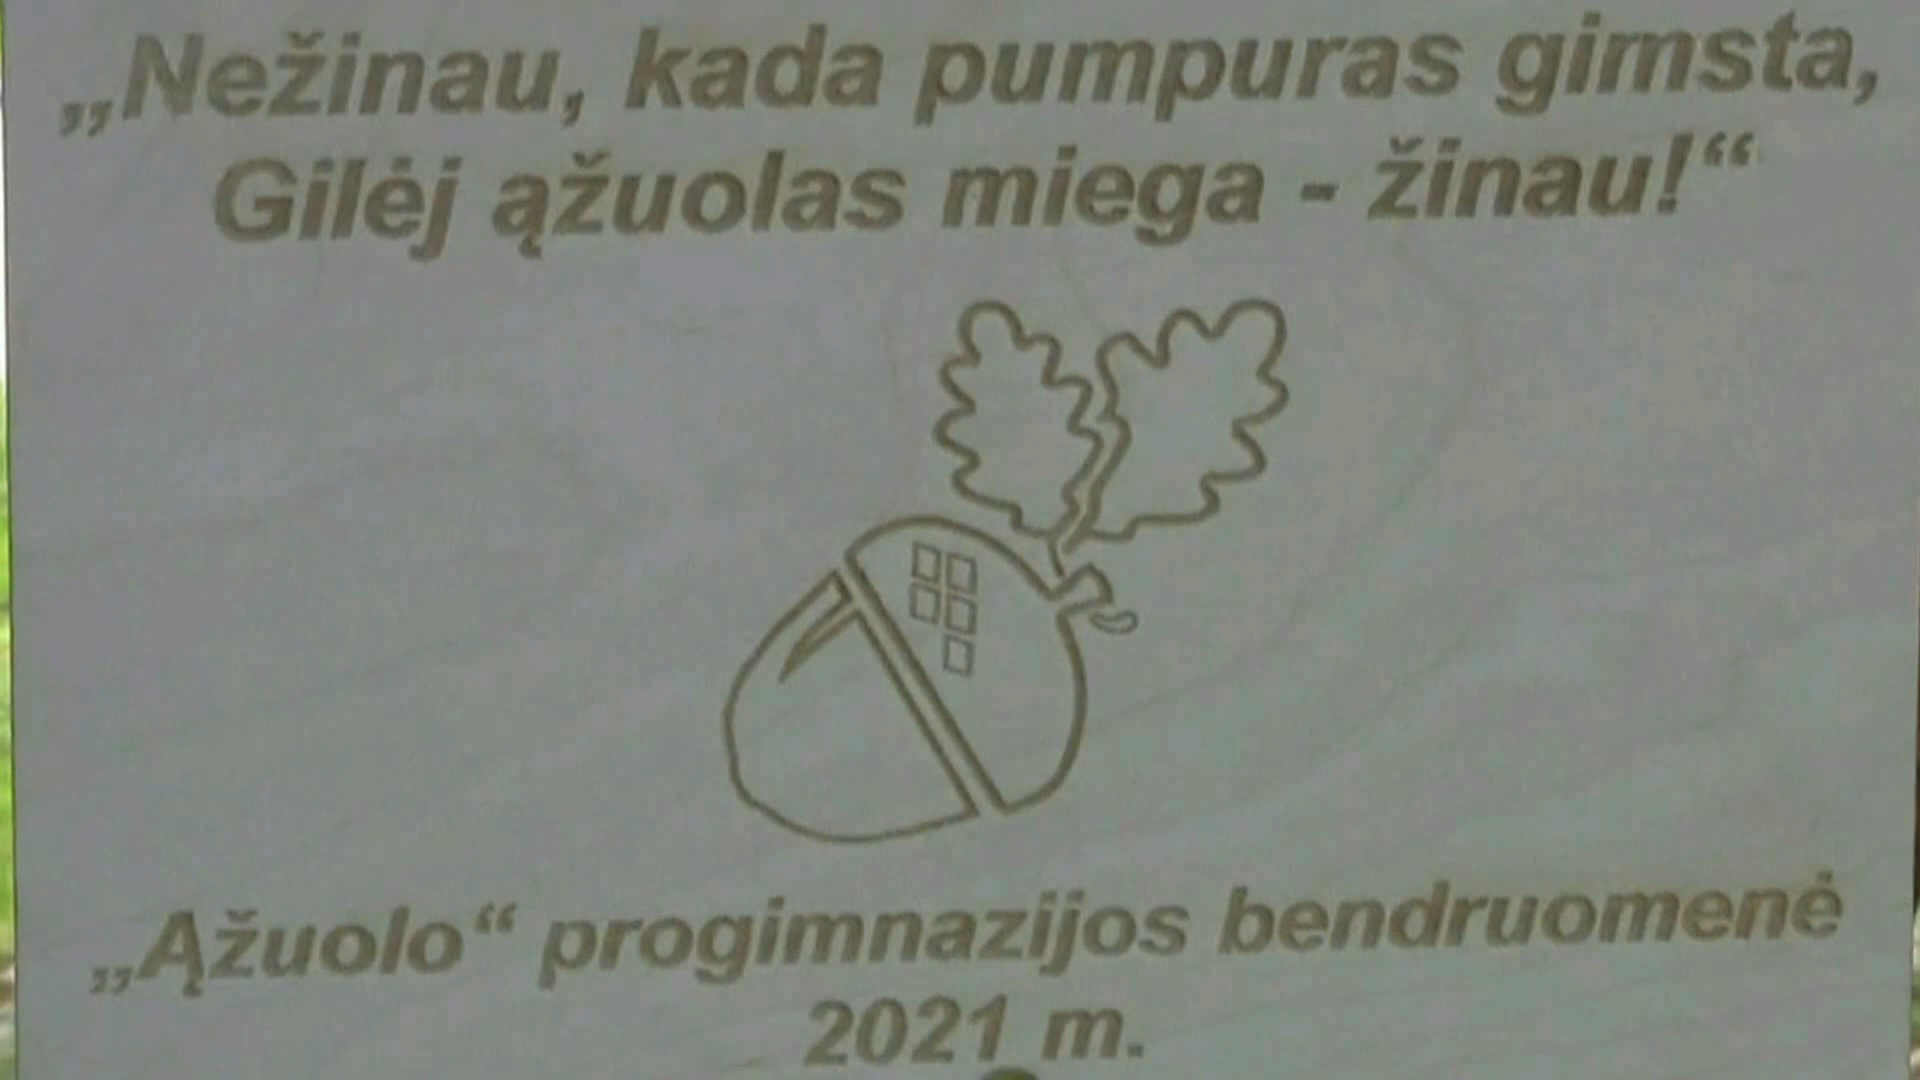 „Nežinau, kada pumpuras gimsta,
Gilėj ąžuolas miega - žinau!“
„Ąžuolo“ progimnazijos bendruomenė
2021 m.